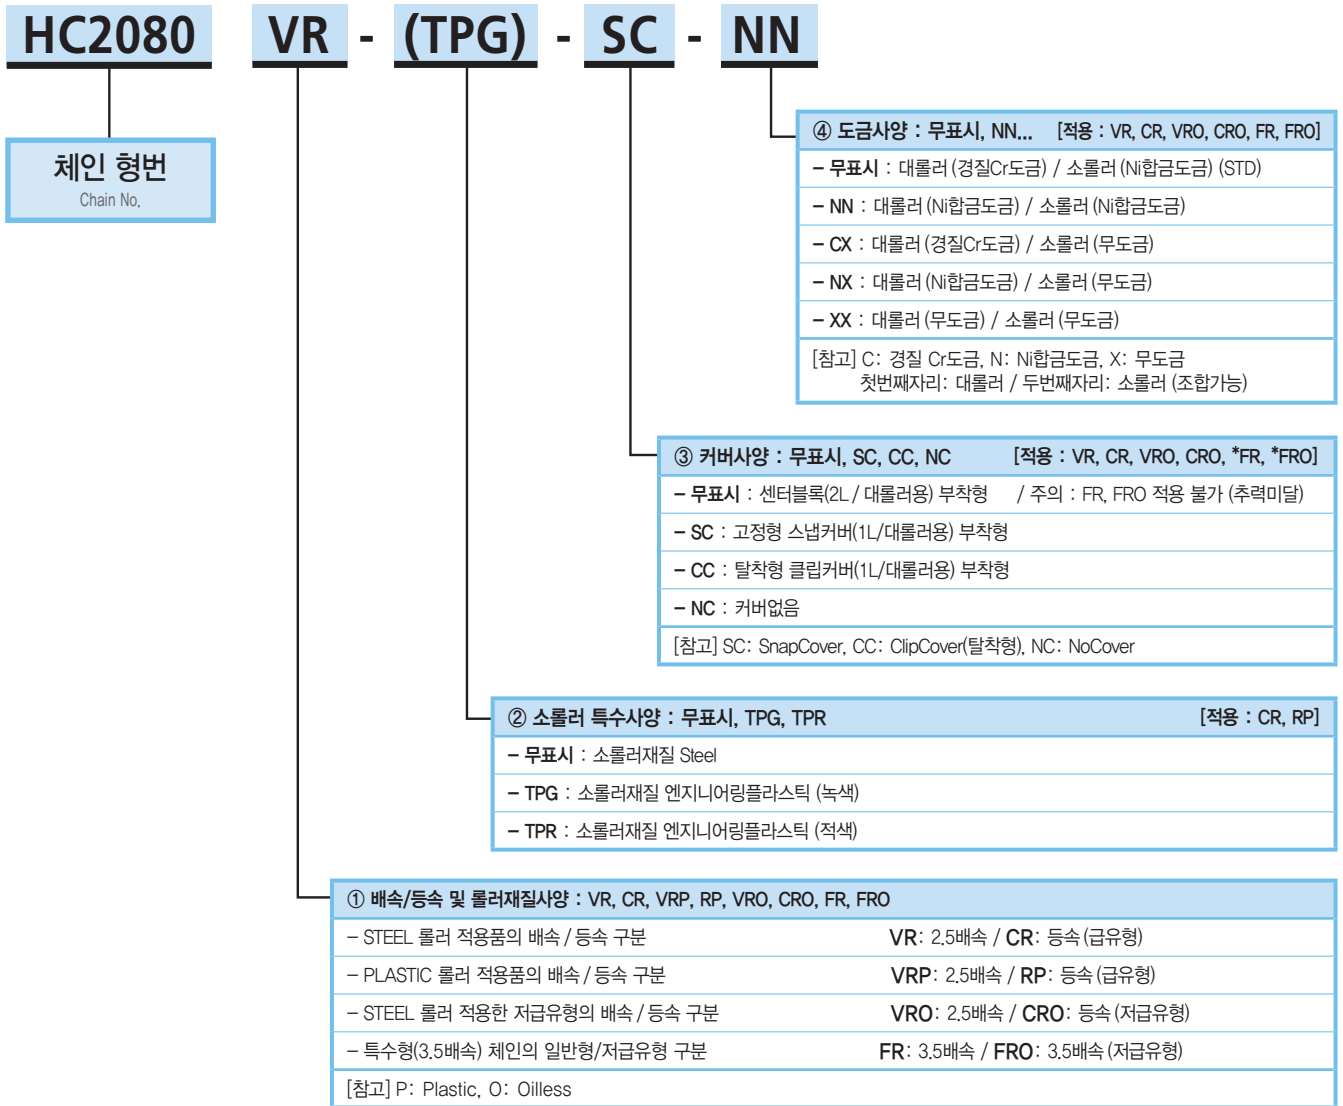 HC2080 VR - (TPG) - SC - NN
체인 형번
Chain No.
④ 도금사양 : 무표시, NN... [적용 : VR, CR, VRO, CRO, FR, FRO]
– 무표시 : 대롤러 (경질Cr도금) / 소롤러 (Ni합금도금) (STD)
– NN : 대롤러 (Ni합금도금) / 소롤러 (Ni합금도금)
– CX : 대롤러 (경질Cr도금) / 소롤러 (무도금)
– NX : 대롤러 (Ni합금도금) / 소롤러 (무도금)
– XX : 대롤러 (무도금) / 소롤러 (무도금)
[참고] C: 경질 Cr도금, N: Ni합금도금, X: 무도금
첫번째자리: 대롤러 / 두번째자리: 소롤러 (조합가능)
③ 커버사양 : 무표시, SC, CC, NC [적용 : VR, CR, VRO, CRO, *FR, *FRO]
– 무표시 : 센터블록(2L / 대롤러용) 부착형 / 주의 : FR, FRO 적용 불가 (추력미달)
– SC : 고정형 스냅커버(1L/대롤러용) 부착형
– CC : 탈착형 클립커버(1L/대롤러용) 부착형
– NC : 커버없음
[참고] SC: SnapCover, CC: ClipCover(탈착형), NC: NoCover
② 소롤러 특수사양 : 무표시, TPG, TPR [적용 : CR, RP]
– 무표시 : 소롤러재질 Steel
– TPG : 소롤러재질 엔지니어링플라스틱 (녹색)
– TPR : 소롤러재질 엔지니어링플라스틱 (적색)
① 배속/등속 및 롤러재질사양 : VR, CR, VRP, RP, VRO, CRO, FR, FRO
– STEEL 롤러 적용품의 배속 / 등속 구분 VR: 2.5배속 / CR: 등속 (급유형)
– PLASTIC 롤러 적용품의 배속 / 등속 구분 VRP: 2.5배속 / RP: 등속 (급유형)
– STEEL 롤러 적용한 저급유형의 배속 / 등속 구분 VRO: 2.5배속 / CRO: 등속 (저급유형)
– 특수형(3.5배속) 체인의 일반형/저급유형 구분 FR: 3.5배속 / FRO: 3.5배속 (저급유형)
[참고] P: Plastic, O: Oilless